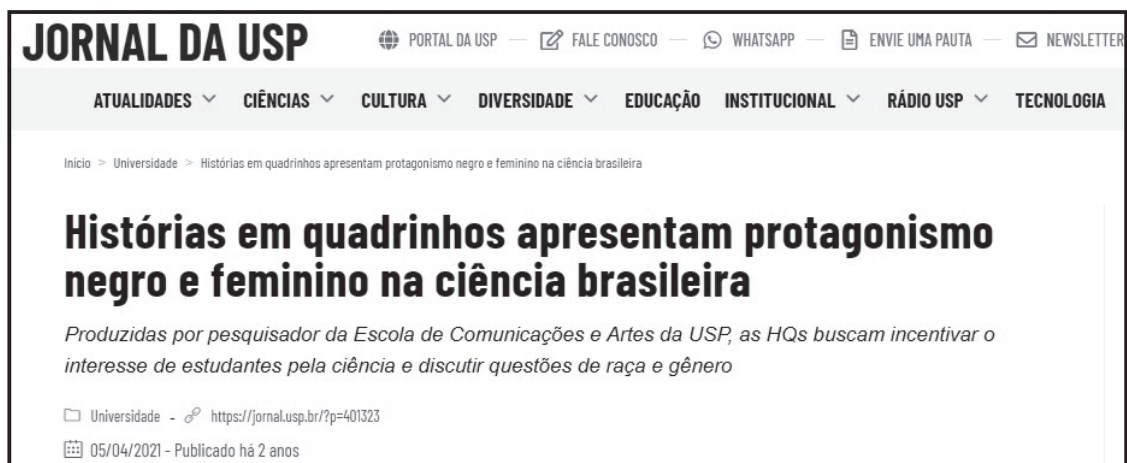 JORNAL DA USP PORTAL DA USP — FALE CONOSCO — WHATSAPP — ENVIE UMA PAUTA — NEWSLETTER
ATUALIDADES CIÊNCIAS CULTURA DIVERSIDADE EDUCAÇÃO INSTITUCIONAL RÁDIO USP TECNOLOGIA
Início > Universidade > Histórias em quadrinhos apresentam protagonismo negro e feminino na ciência brasileira
Histórias em quadrinhos apresentam protagonismo
negro e feminino na ciência brasileira
Produzidas por pesquisador da Escola de Comunicações e Artes da USP, as HQs buscam incentivar o
interesse de estudantes pela ciência e discutir questões de raça e gênero
Universidade - https://jornal.usp.br/?p=401323
05/04/2021 - Publicado há 2 anos